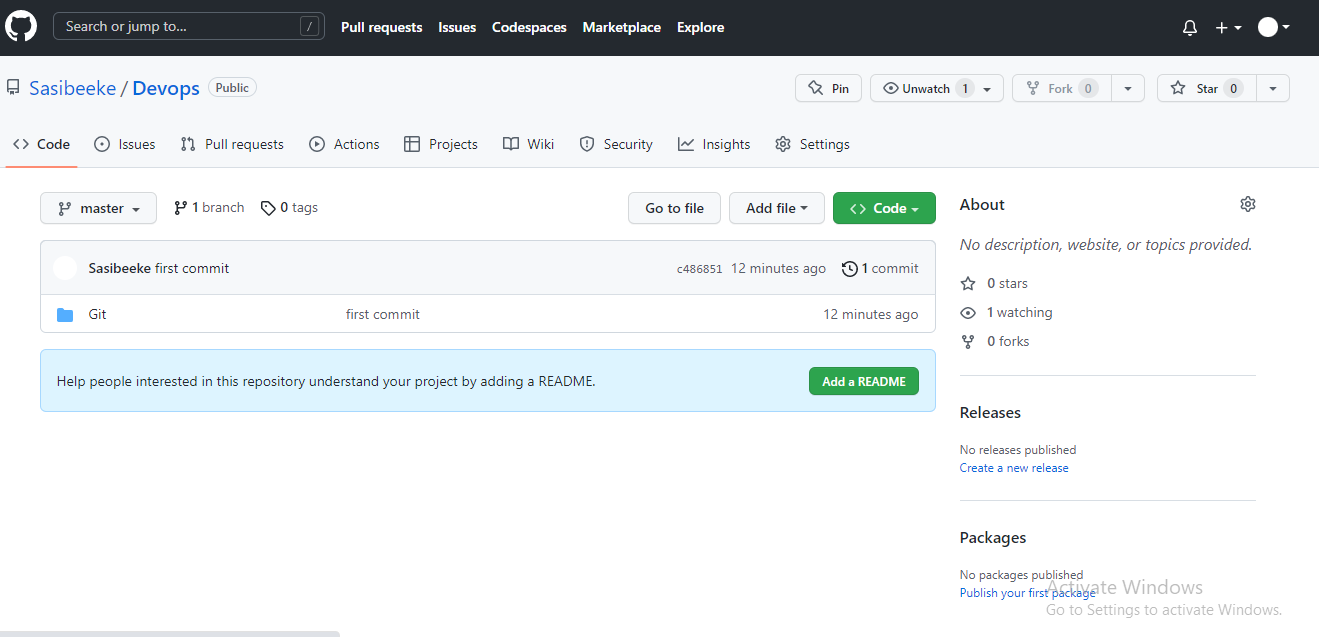 Search or jump to... /
Pull requests Issues Codespaces Marketplace Explore
Sasibeeke / Devops Public
Pin Unwatch 1 Fork 0 Star 0
Code Issues Pull requests Actions Projects Wiki Security Insights Settings
master 1 branch 0 tags Go to file Add file Code
Sasibeeke first commit c486851 12 minutes ago 1 commit
Git first commit 12 minutes ago
Help people interested in this repository understand your project by adding a README. Add a README
About
No description, website, or topics provided.
0 stars
1 watching
0 forks
Releases
No releases published
Create a new release
Packages
No packages published
Publish your first package
Activate Windows
Go to Settings to activate Windows.